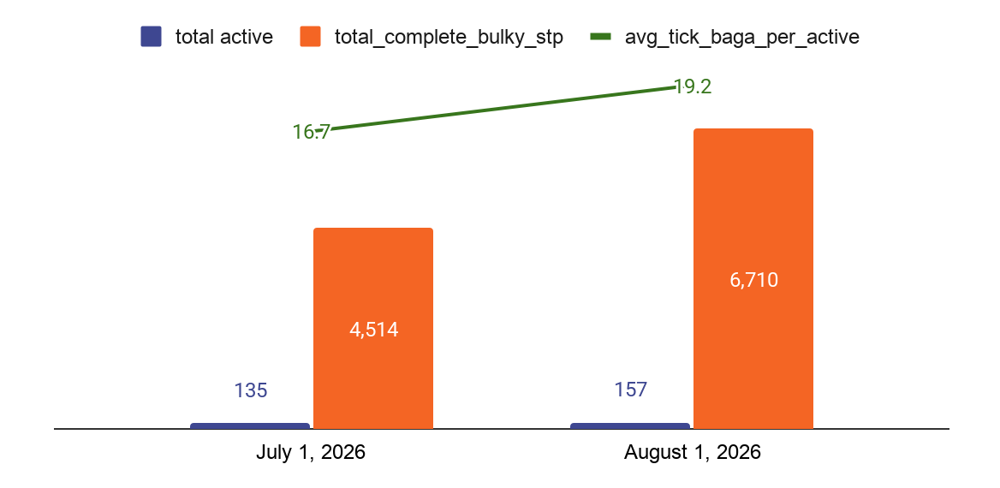 total active total_complete_bulky_stp avg_tick_baga_per_active
16.7 19.2
4,514 6,710
135 157
July 1, 2026 August 1, 2026